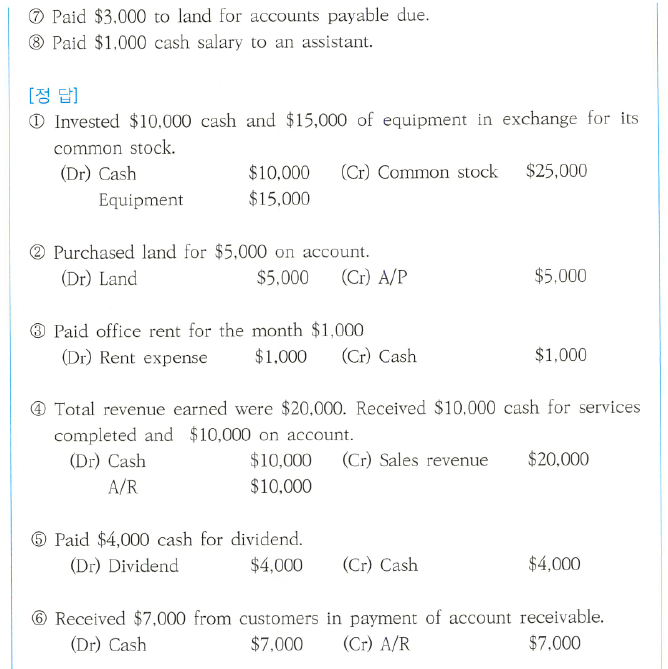 ⑦ Paid $3,000 to land for accounts payable due.
⑧ Paid $1,000 cash salary to an assistant.
[정 답]
① Invested $10,000 cash and $15,000 of equipment in exchange for its
common stock.
(Dr) Cash $10,000 (Cr) Common stock $25,000
Equipment $15,000
② Purchased land for $5,000 on account.
(Dr) Land $5,000 (Cr) A/P $5,000
③ Paid office rent for the month $1,000
(Dr) Rent expense $1,000 (Cr) Cash $1,000
④ Total revenue earned were $20,000. Received $10,000 cash for services
completed and $10,000 on account.
(Dr) Cash $10,000 (Cr) Sales revenue $20,000
A/R $10,000
⑤ Paid $4,000 cash for dividend.
(Dr) Dividend $4,000 (Cr) Cash $4,000
⑥ Received $7,000 from customers in payment of account receivable.
(Dr) Cash $7,000 (Cr) A/R $7,000